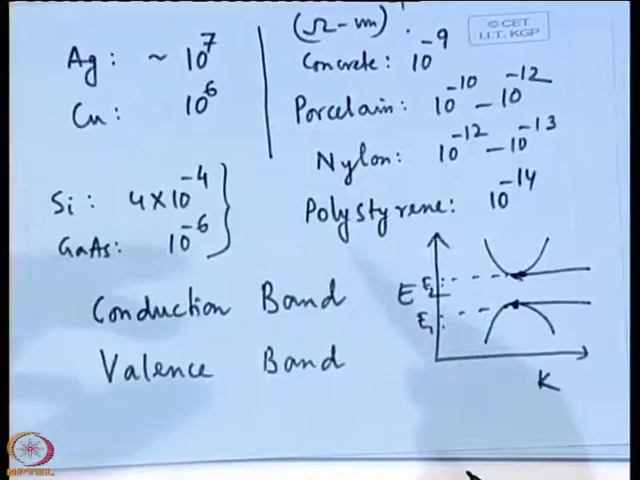 (Ω-m)⁻¹.
© CET
I.I.T. KGP
Ag: ~ 10⁷
Cu: 10⁶
Si: 4×10⁻⁴
GaAs: 10⁻⁶
Concrete: 10⁻⁹
Porcelain: 10⁻¹⁰ – 10⁻¹²
Nylon: 10⁻¹² – 10⁻¹³
Polystyrene: 10⁻¹⁴
Conduction Band
Valence Band
E
E₂
E₁
K
NPTEL